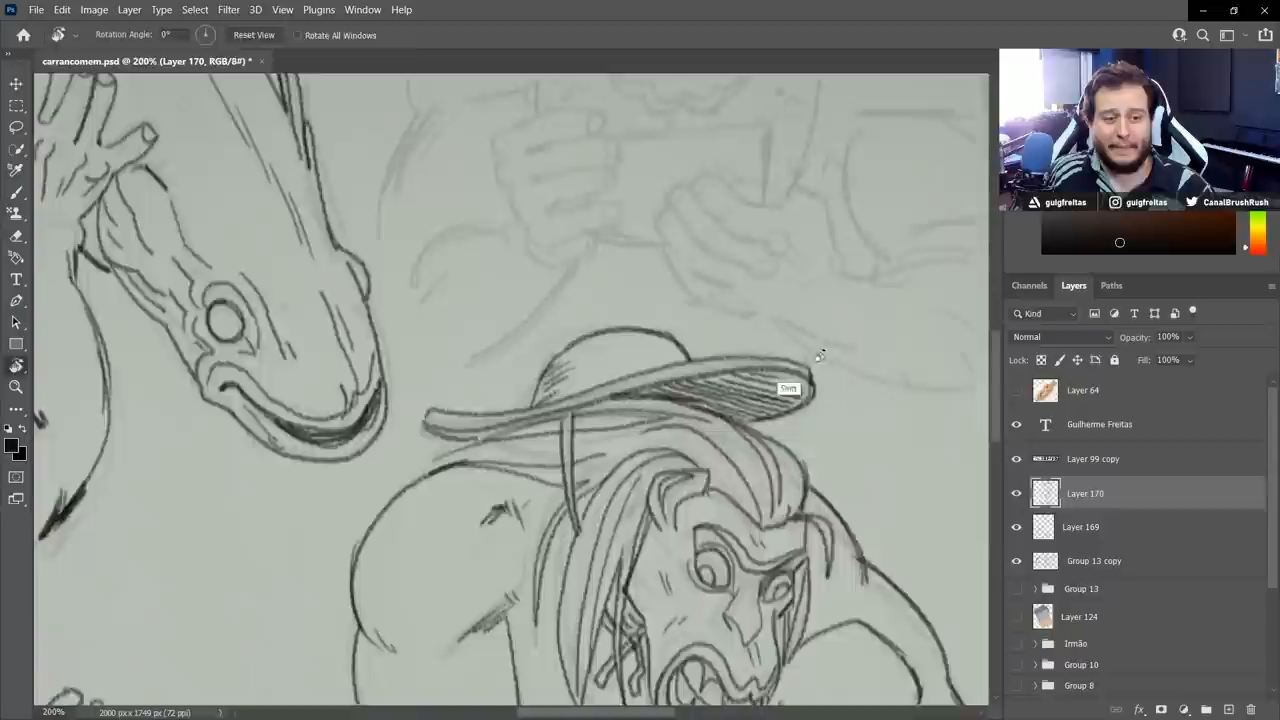 Ps File Edit Image Layer Type Select Filter 3D View Plugins Window Help
Rotation Angle: 0° Reset View Rotate All Windows
carrancomem.psd @ 200% (Layer 170, RGB/8#) *
guigfreitas guigfreitas CanalBrushRush
Channels Layers Paths
Kind
Normal Opacity: 100%
Lock: Fill: 100%
Layer 64
T Guilherme Freitas
Layer 99 copy
Layer 170
Layer 169
Group 13 copy
Group 13
Layer 124
Irmão
Group 10
Group 8
200% 2000 px x 1749 px (72 ppi)